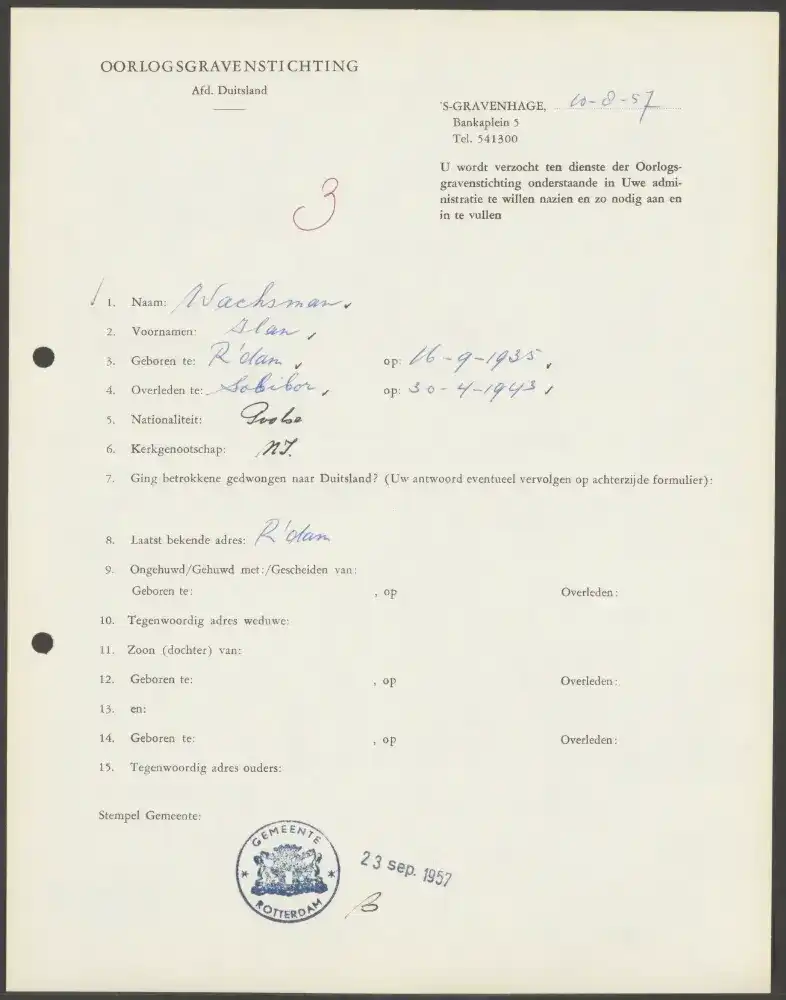 OORLOGSGRAVENSTICHTING
Afd. Duitsland
'S-GRAVENHAGE, 10-8-57
Bankaplein 5
Tel. 541300
U wordt verzocht ten dienste der Oorlogs-
gravenstichting onderstaande in Uwe admi-
nistratie te willen nazien en zo nodig aan en
in te vullen
3
1. Naam: Wachsman,
2. Voornamen: Alan,
3. Geboren te: R'dam, op: 16-9-1935,
4. Overleden te: Sobibor, op: 30-4-1943,
5. Nationaliteit: Poolse
6. Kerkgenootschap: NI.
7. Ging betrokkene gedwongen naar Duitsland? (Uw antwoord eventueel vervolgen op achterzijde formulier):
8. Laatst bekende adres: R'dam
9. Ongehuwd/Gehuwd met:/Gescheiden van:
Geboren te: , op Overleden:
10. Tegenwoordig adres weduwe:
11. Zoon (dochter) van:
12. Geboren te: , op Overleden:
13. en:
14. Geboren te: , op Overleden:
15. Tegenwoordig adres ouders:
Stempel Gemeente:
GEMEENTE
ROTTERDAM
23 sep. 1957